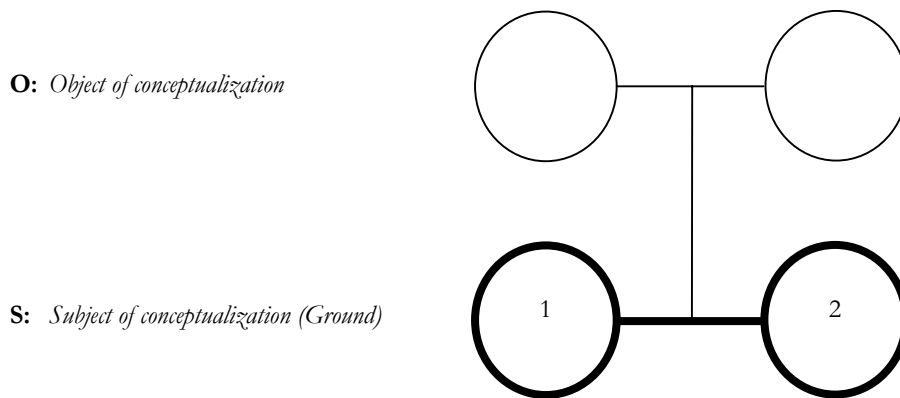 O: Object of conceptualization
1 2
S: Subject of conceptualization (Ground)